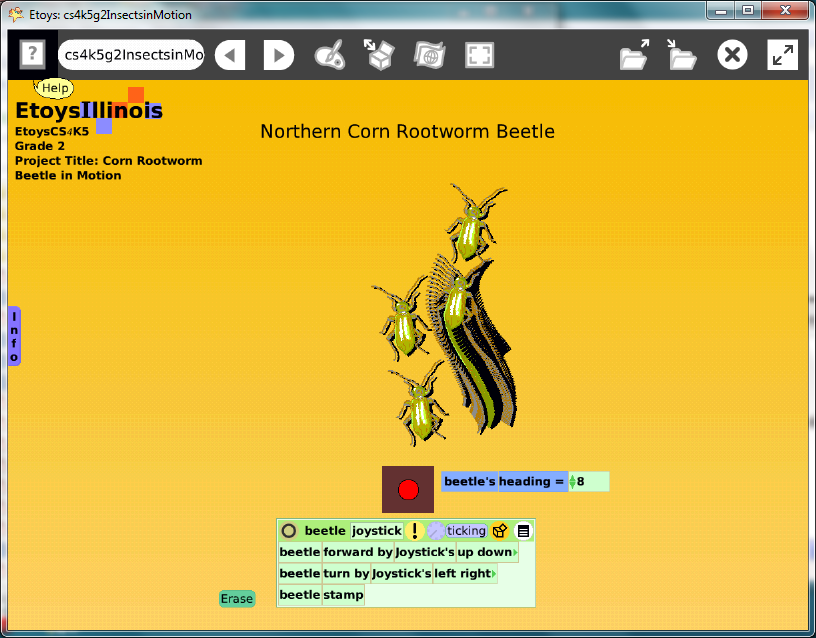 Etoys: cs4k5g2InsectsinMotion
?
cs4k5g2InsectsinMo
Help
EtoysIllinois
EtoysCS4K5
Grade 2
Project Title: Corn Rootworm
Beetle in Motion
Northern Corn Rootworm Beetle
Info
beetle's heading = 8
beetle joystick ! ticking
beetle forward by Joystick's up down
beetle turn by Joystick's left right
beetle stamp
Erase